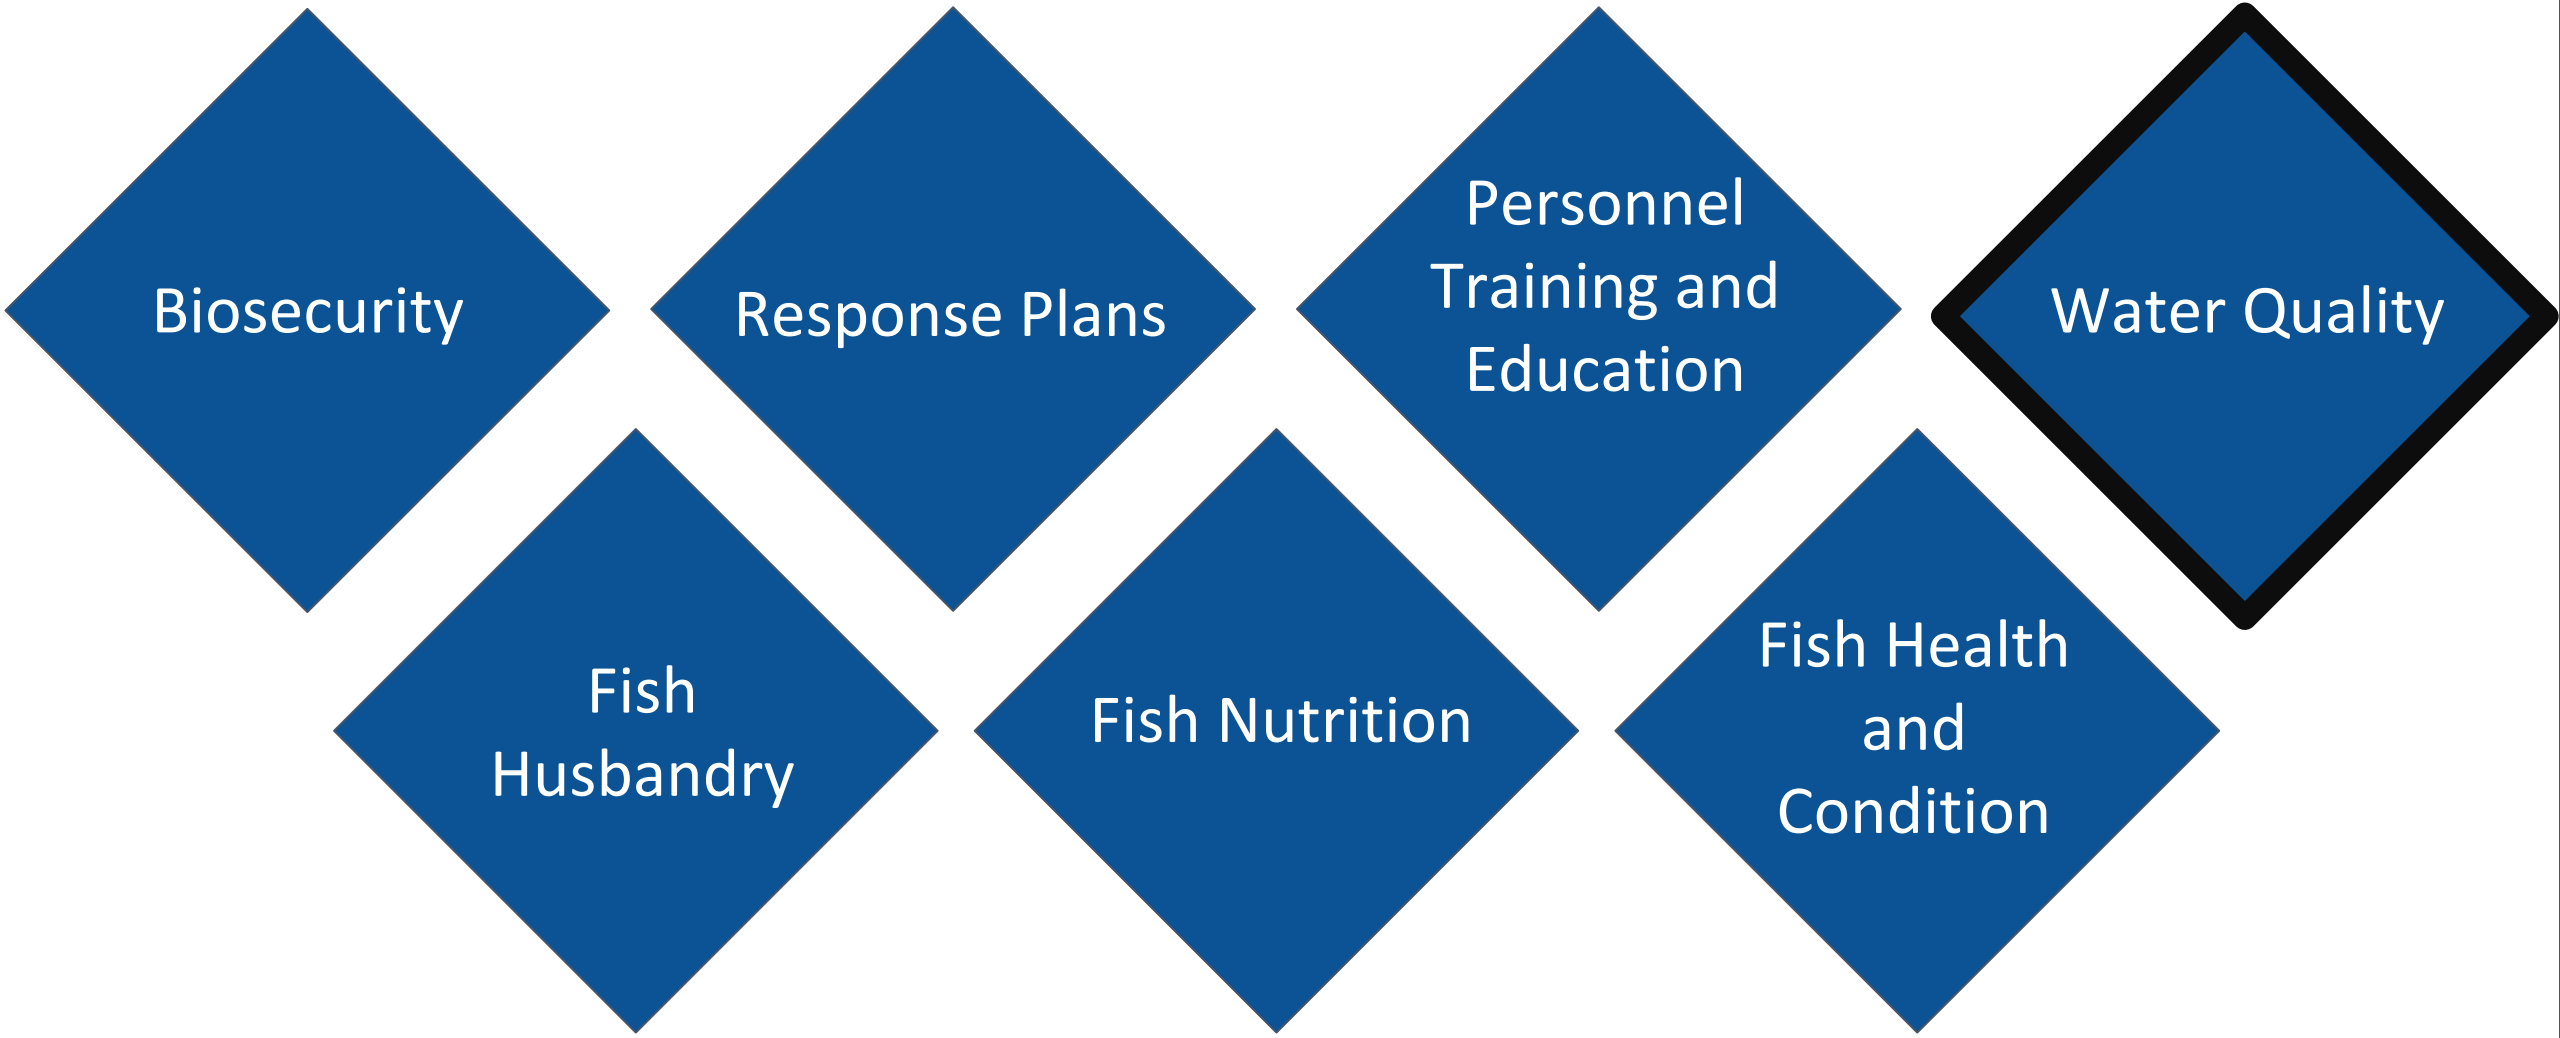 Biosecurity
Response Plans
Personnel
Training and
Education
Water Quality
Fish
Husbandry
Fish Nutrition
Fish Health
and
Condition